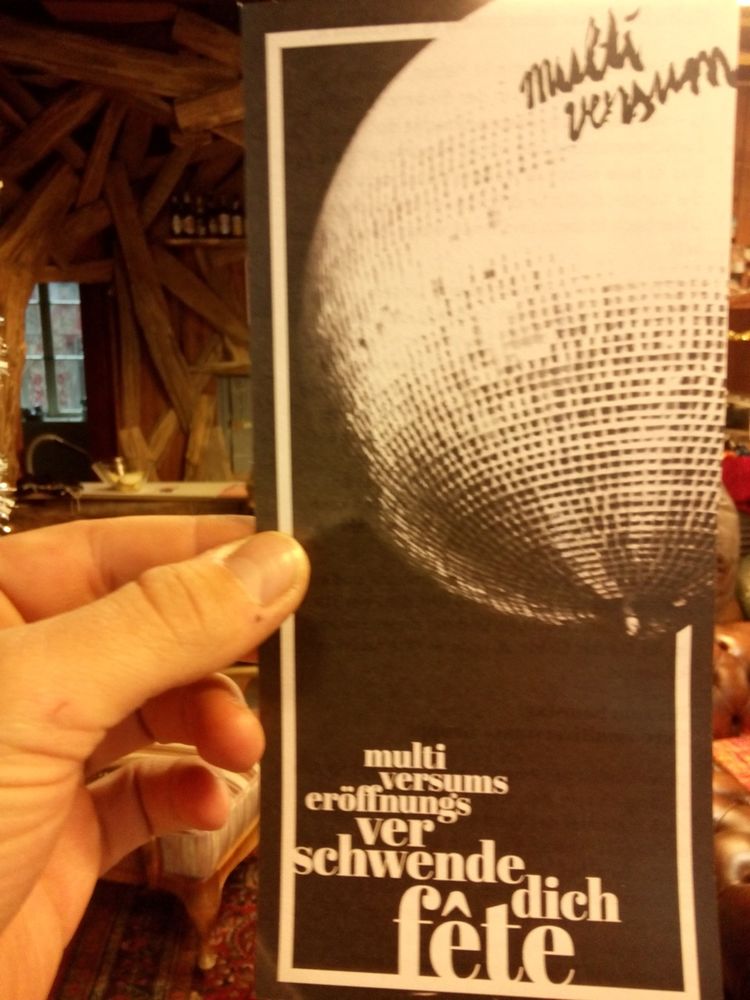 multi
versum
multi
versums
eröffnungs
ver
schwende
dich
fête